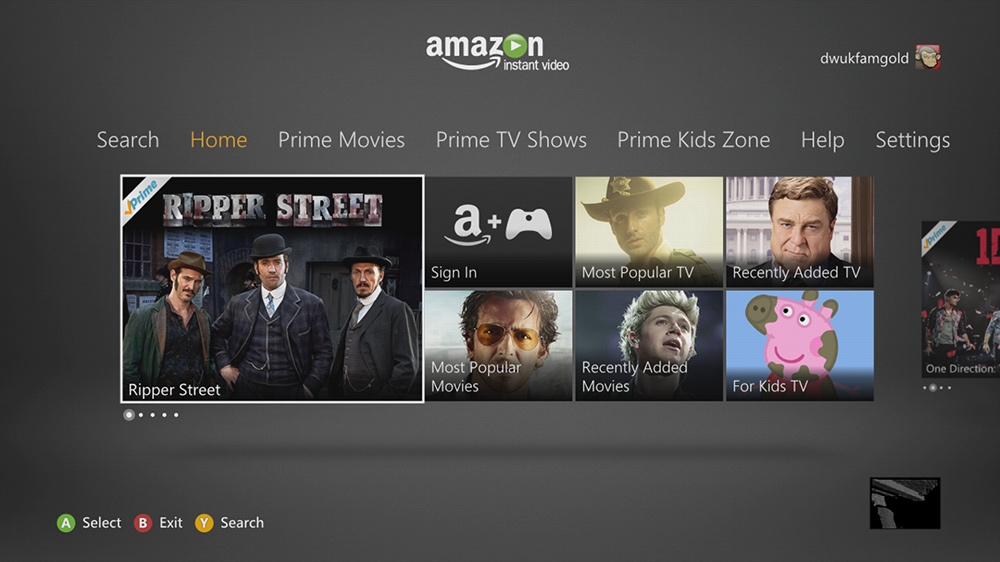 amazon
instant video
dwukfamgold
Search Home Prime Movies Prime TV Shows Prime Kids Zone Help Settings
Prime
RIPPER STREET
Ripper Street
a+
Sign In
Most Popular TV
Recently Added TV
Most Popular
Movies
Recently Added
Movies
For Kids TV
Prime
1D
One Direction:
A Select B Exit Y Search